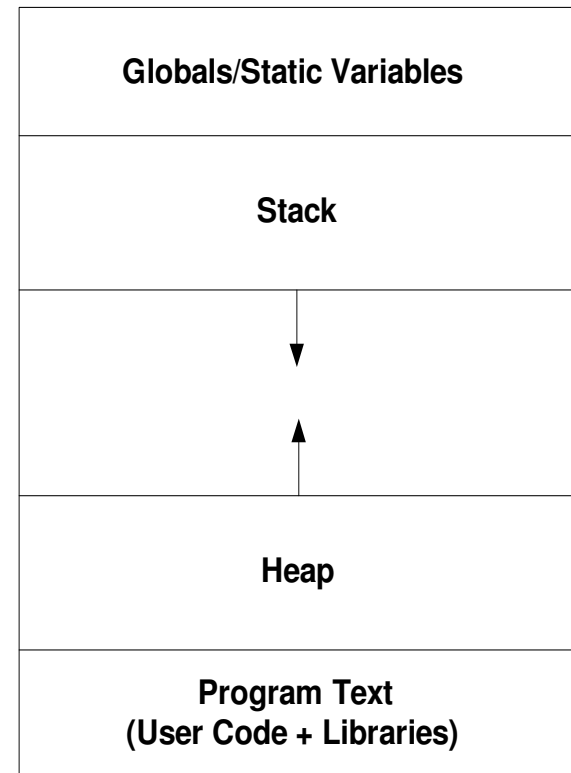 Globals/Static Variables
Stack
Heap
Program Text
(User Code + Libraries)